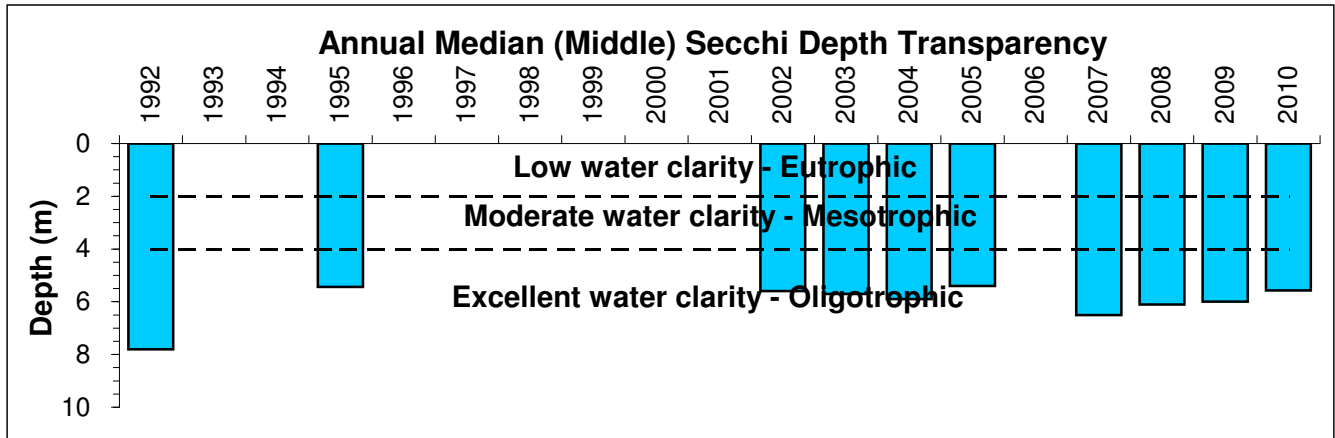 Annual Median (Middle) Secchi Depth Transparency
1992 1993 1994 1995 1996 1997 1998 1999 2000 2001 2002 2003 2004 2005 2006 2007 2008 2009 2010
Depth (m)
0
Low water clarity - Eutrophic
2
Moderate water clarity - Mesotrophic
4
Excellent water clarity - Oligotrophic
6
8
10